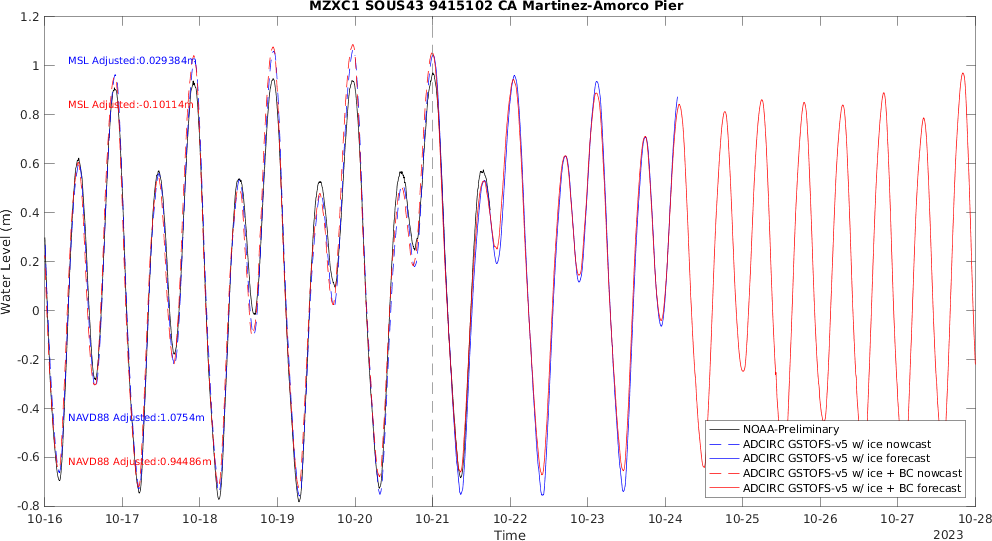 MZXC1 SOUS43 9415102 CA Martinez-Amorco Pier
1.2
1
0.8
0.6
0.4
0.2
0
-0.2
-0.4
-0.6
-0.8
Water Level (m)
MSL Adjusted:0.029384m
MSL Adjusted:-0.10114m
NAVD88 Adjusted:1.0754m
NAVD88 Adjusted:0.94486m
NOAA-Preliminary
ADCIRC GSTOFS-v5 w/ ice nowcast
ADCIRC GSTOFS-v5 w/ ice forecast
ADCIRC GSTOFS-v5 w/ ice + BC nowcast
ADCIRC GSTOFS-v5 w/ ice + BC forecast
10-16 10-17 10-18 10-19 10-20 10-21 10-22 10-23 10-24 10-25 10-26 10-27 10-28
Time
2023